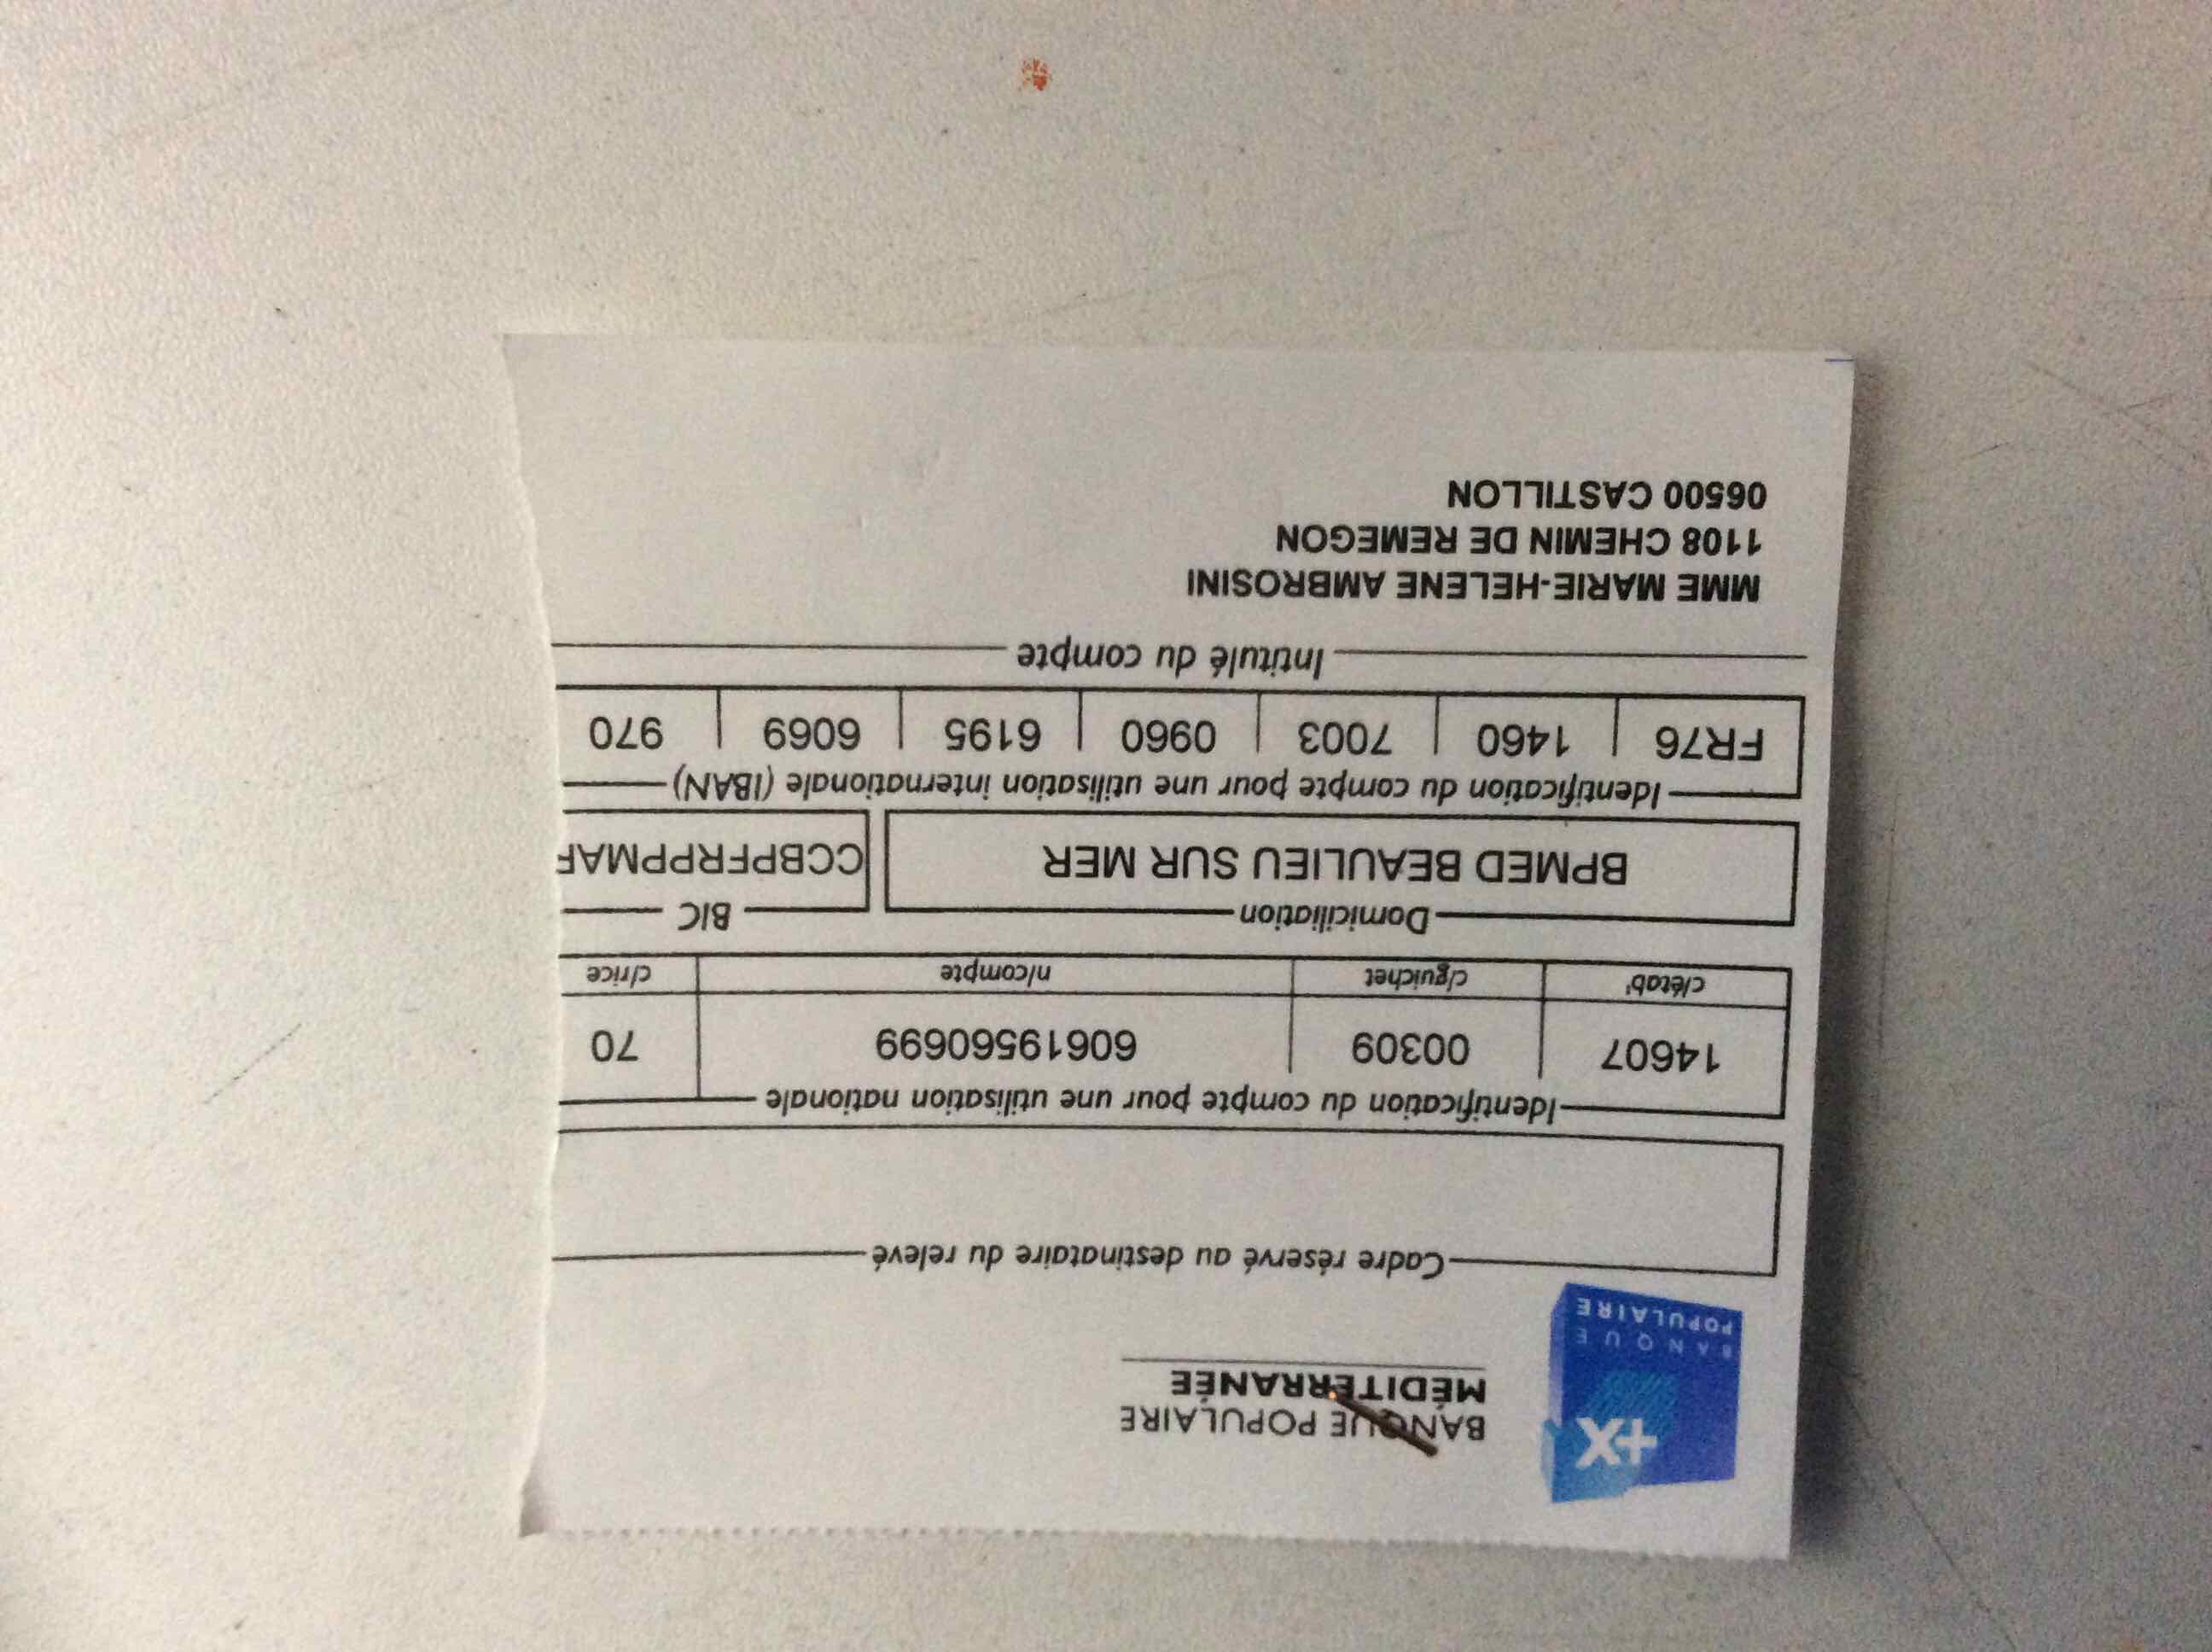 +X
BANQUE
POPULAIRE
BANQUE POPULAIRE
MÉDITERRANÉE
Cadre réservé au destinataire du relevé
Identification du compte pour une utilisation nationale
14607 00309 60619560699 70
c/étabᵗ c/guichet n/compte c/rice
Domiciliation BIC
BPMED BEAULIEU SUR MER CCBPFRPPMAR
Identification du compte pour une utilisation internationale (IBAN)
FR76 1460 7003 0960 6195 6069 970
Intitulé du compte
MME MARIE-HELENE AMBROSINI
1108 CHEMIN DE REMEGON
06500 CASTILLON